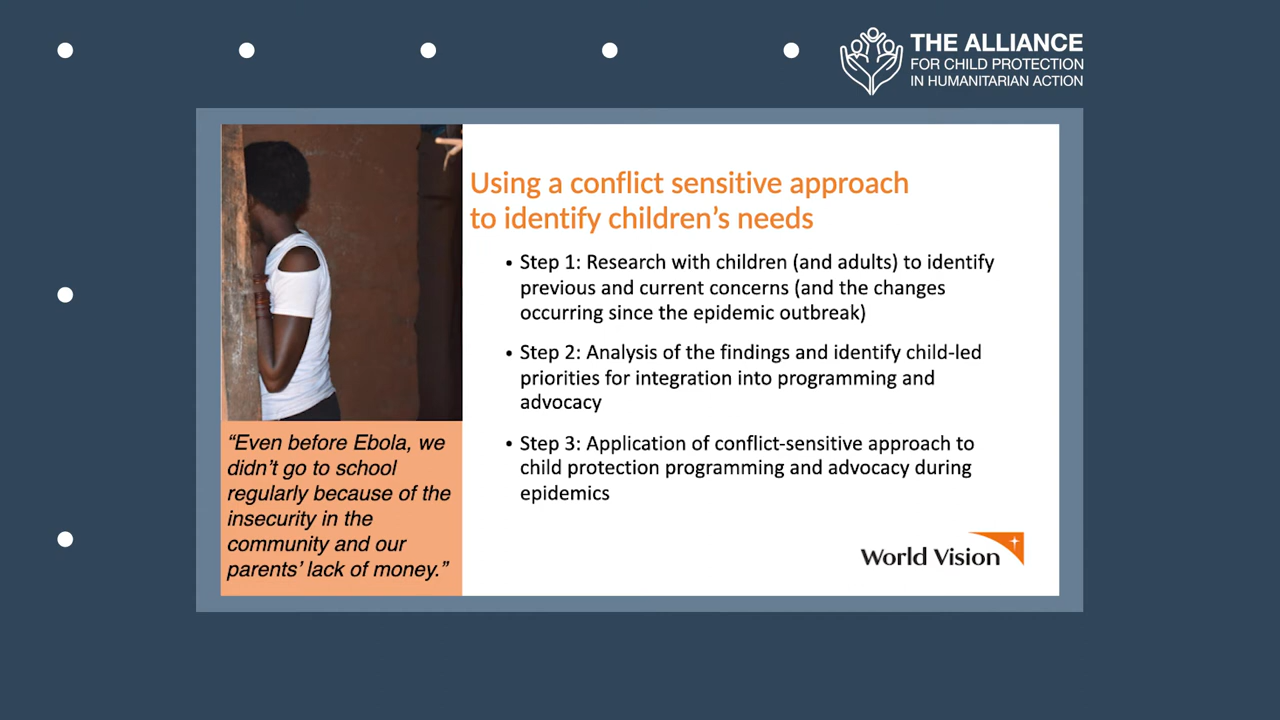 THE ALLIANCE
FOR CHILD PROTECTION
IN HUMANITARIAN ACTION
Using a conflict sensitive approach
to identify children’s needs
• Step 1: Research with children (and adults) to identify
previous and current concerns (and the changes
occurring since the epidemic outbreak)
• Step 2: Analysis of the findings and identify child-led
priorities for integration into programming and
advocacy
• Step 3: Application of conflict-sensitive approach to
child protection programming and advocacy during
epidemics
“Even before Ebola, we
didn’t go to school
regularly because of the
insecurity in the
community and our
parents’ lack of money.”
World Vision